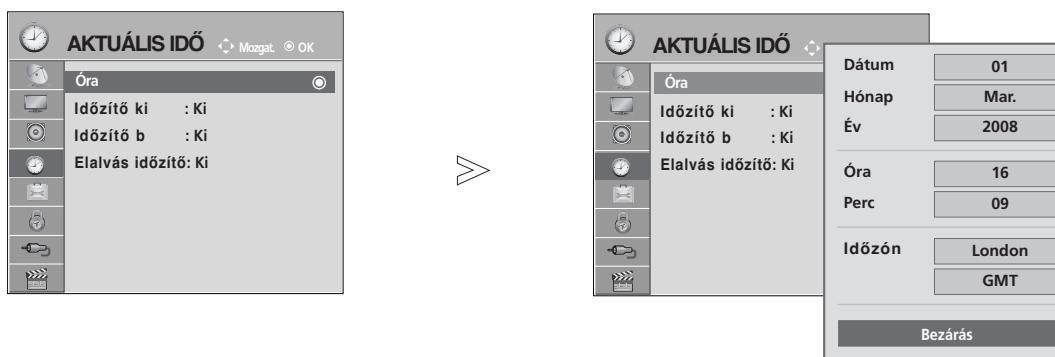 AKTUÁLIS IDŐ Mozgat. OK
Óra
Időzítő ki : Ki
Időzítő b : Ki
Elalvás időzítő: Ki
AKTUÁLIS IDŐ
Óra
Időzítő ki : Ki
Időzítő b : Ki
Elalvás időzítő: Ki
Dátum 01
Hónap Mar.
Év 2008
Óra 16
Perc 09
Időzón London
GMT
Bezárás